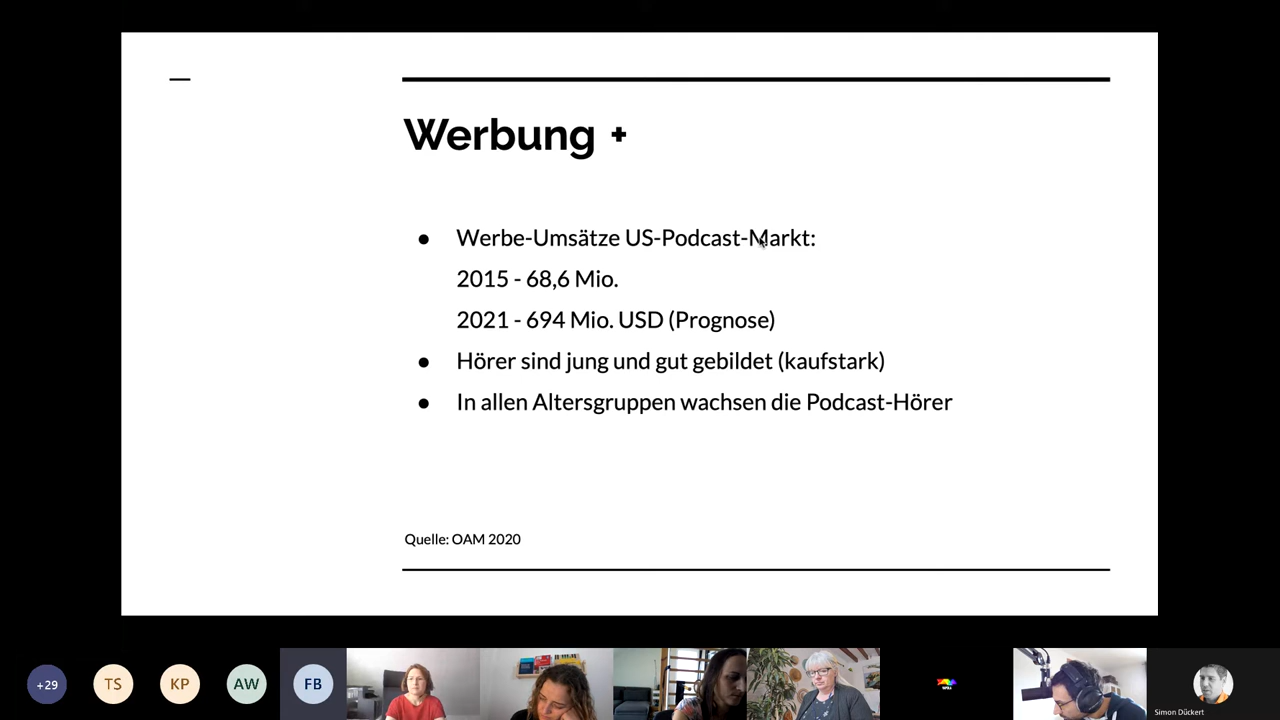 Werbung +
● Werbe-Umsätze US-Podcast-Markt:
2015 - 68,6 Mio.
2021 - 694 Mio. USD (Prognose)
● Hörer sind jung und gut gebildet (kaufstark)
● In allen Altersgruppen wachsen die Podcast-Hörer
Quelle: OAM 2020
+29
TS
KP
AW
FB
Simon Dückert